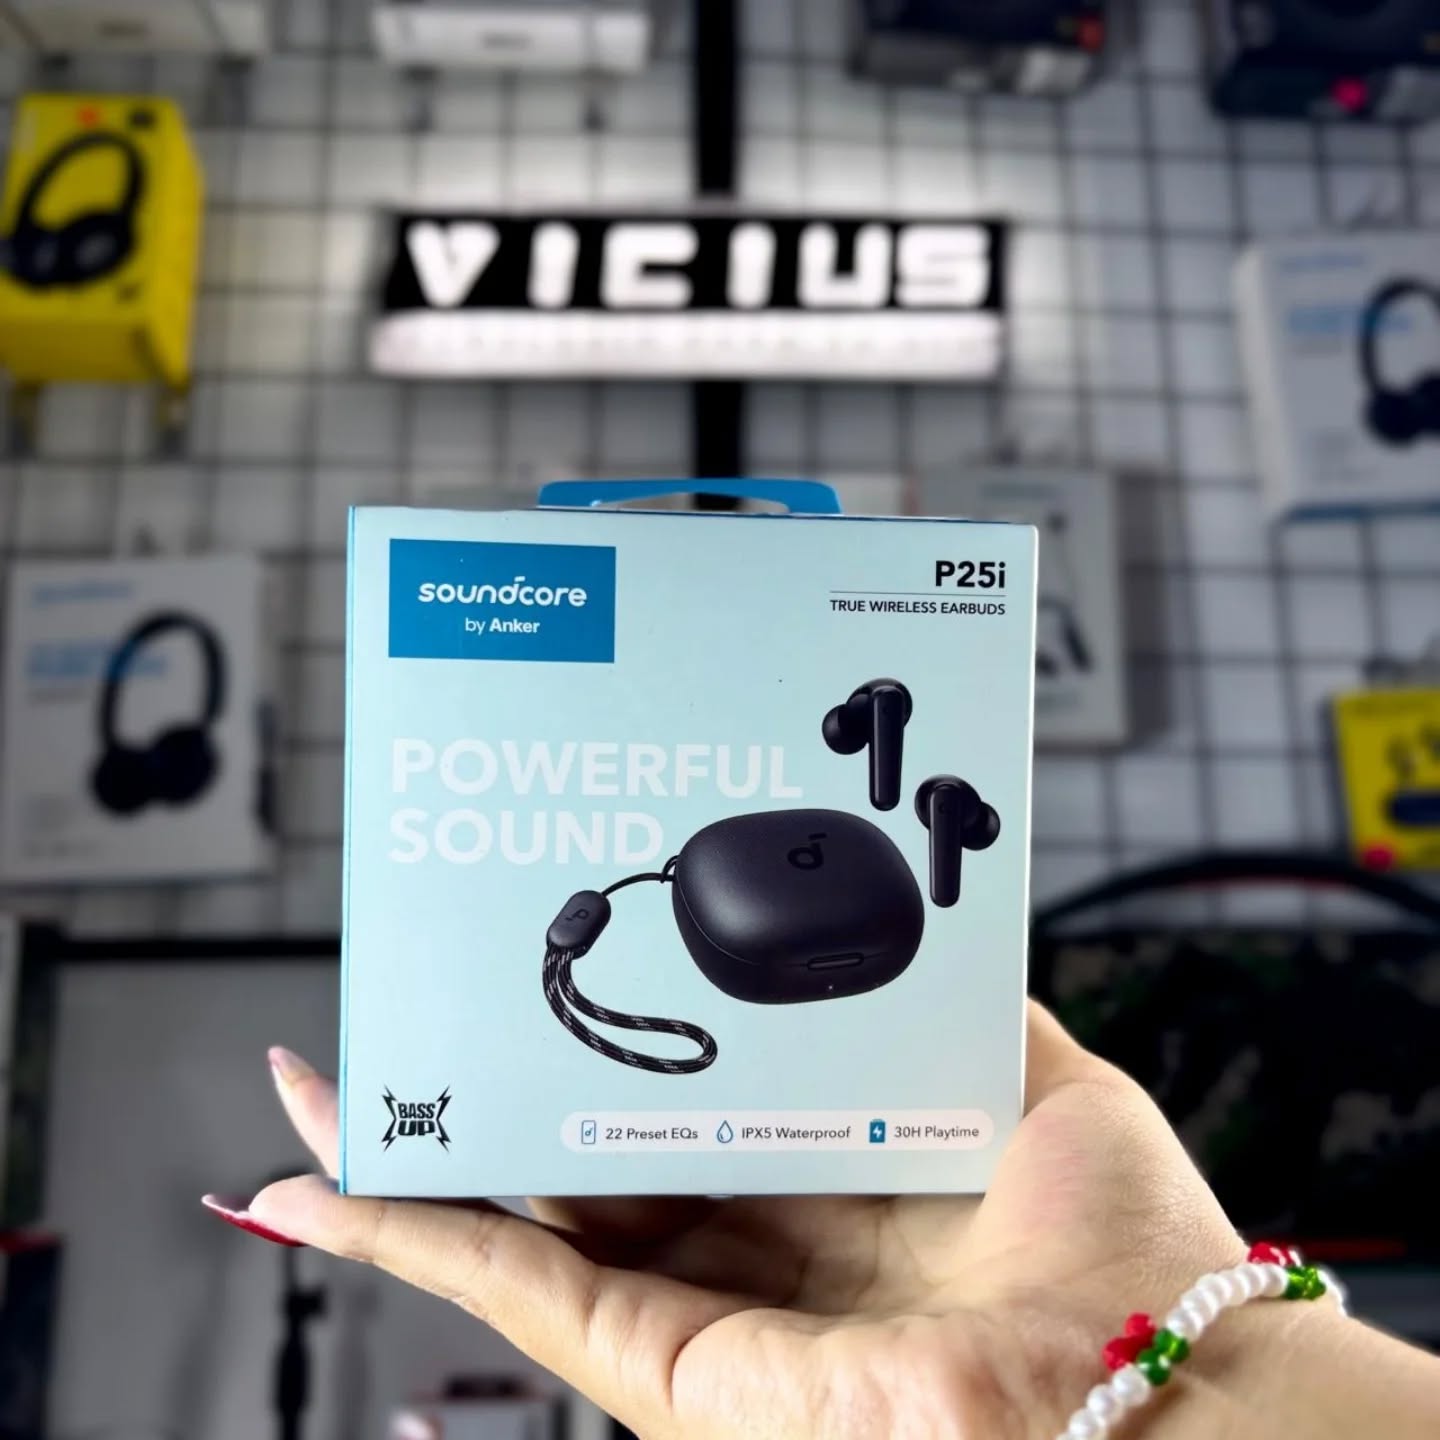 VICIUS
soundcore
by Anker
P25i
TRUE WIRELESS EARBUDS
POWERFUL
SOUND
BASS
UP
22 Preset EQs IPX5 Waterproof 30H Playtime